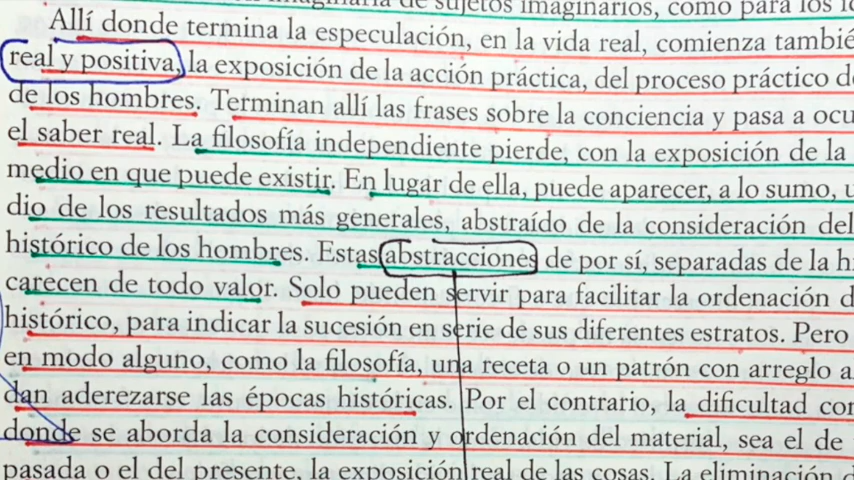 de sujetos imaginarios, como para los
Allí donde termina la especulación, en la vida real, comienza tambié
real y positiva, la exposición de la acción práctica, del proceso práctico d
de los hombres. Terminan allí las frases sobre la conciencia y pasa a ocu
el saber real. La filosofía independiente pierde, con la exposición de la
medio en que puede existir. En lugar de ella, puede aparecer, a lo sumo, u
dio de los resultados más generales, abstraído de la consideración del
histórico de los hombres. Estas abstracciones de por sí, separadas de la hi
carecen de todo valor. Solo pueden servir para facilitar la ordenación d
histórico, para indicar la sucesión en serie de sus diferentes estratos. Pero
en modo alguno, como la filosofía, una receta o un patrón con arreglo a
dan aderezarse las épocas históricas. Por el contrario, la dificultad co
donde se aborda la consideración y ordenación del material, sea el de
pasada o el del presente, la exposición real de las cosas. La eliminación d